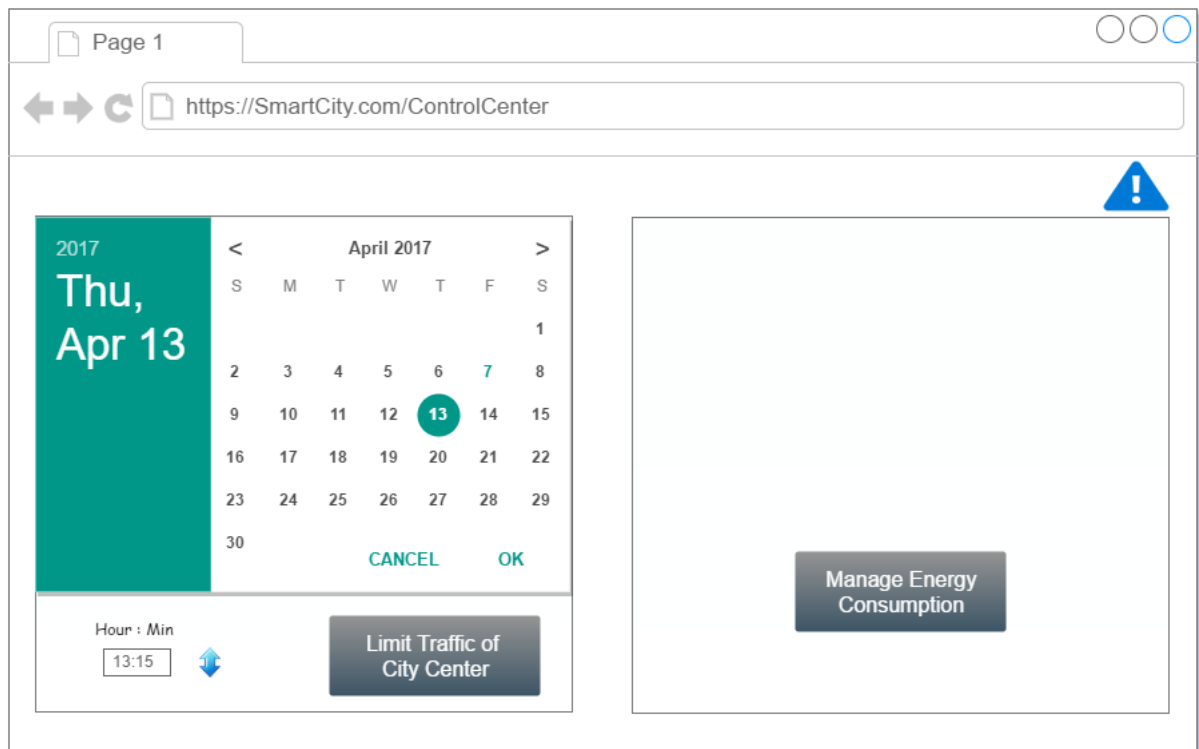 Page 1
https://SmartCity.com/ControlCenter
2017
Thu,
Apr 13
< April 2017 >
S M T W T F S
1
2 3 4 5 6 7 8
9 10 11 12 13 14 15
16 17 18 19 20 21 22
23 24 25 26 27 28 29
30
CANCEL OK
Hour : Min
13:15
Limit Traffic of
City Center
Manage Energy
Consumption